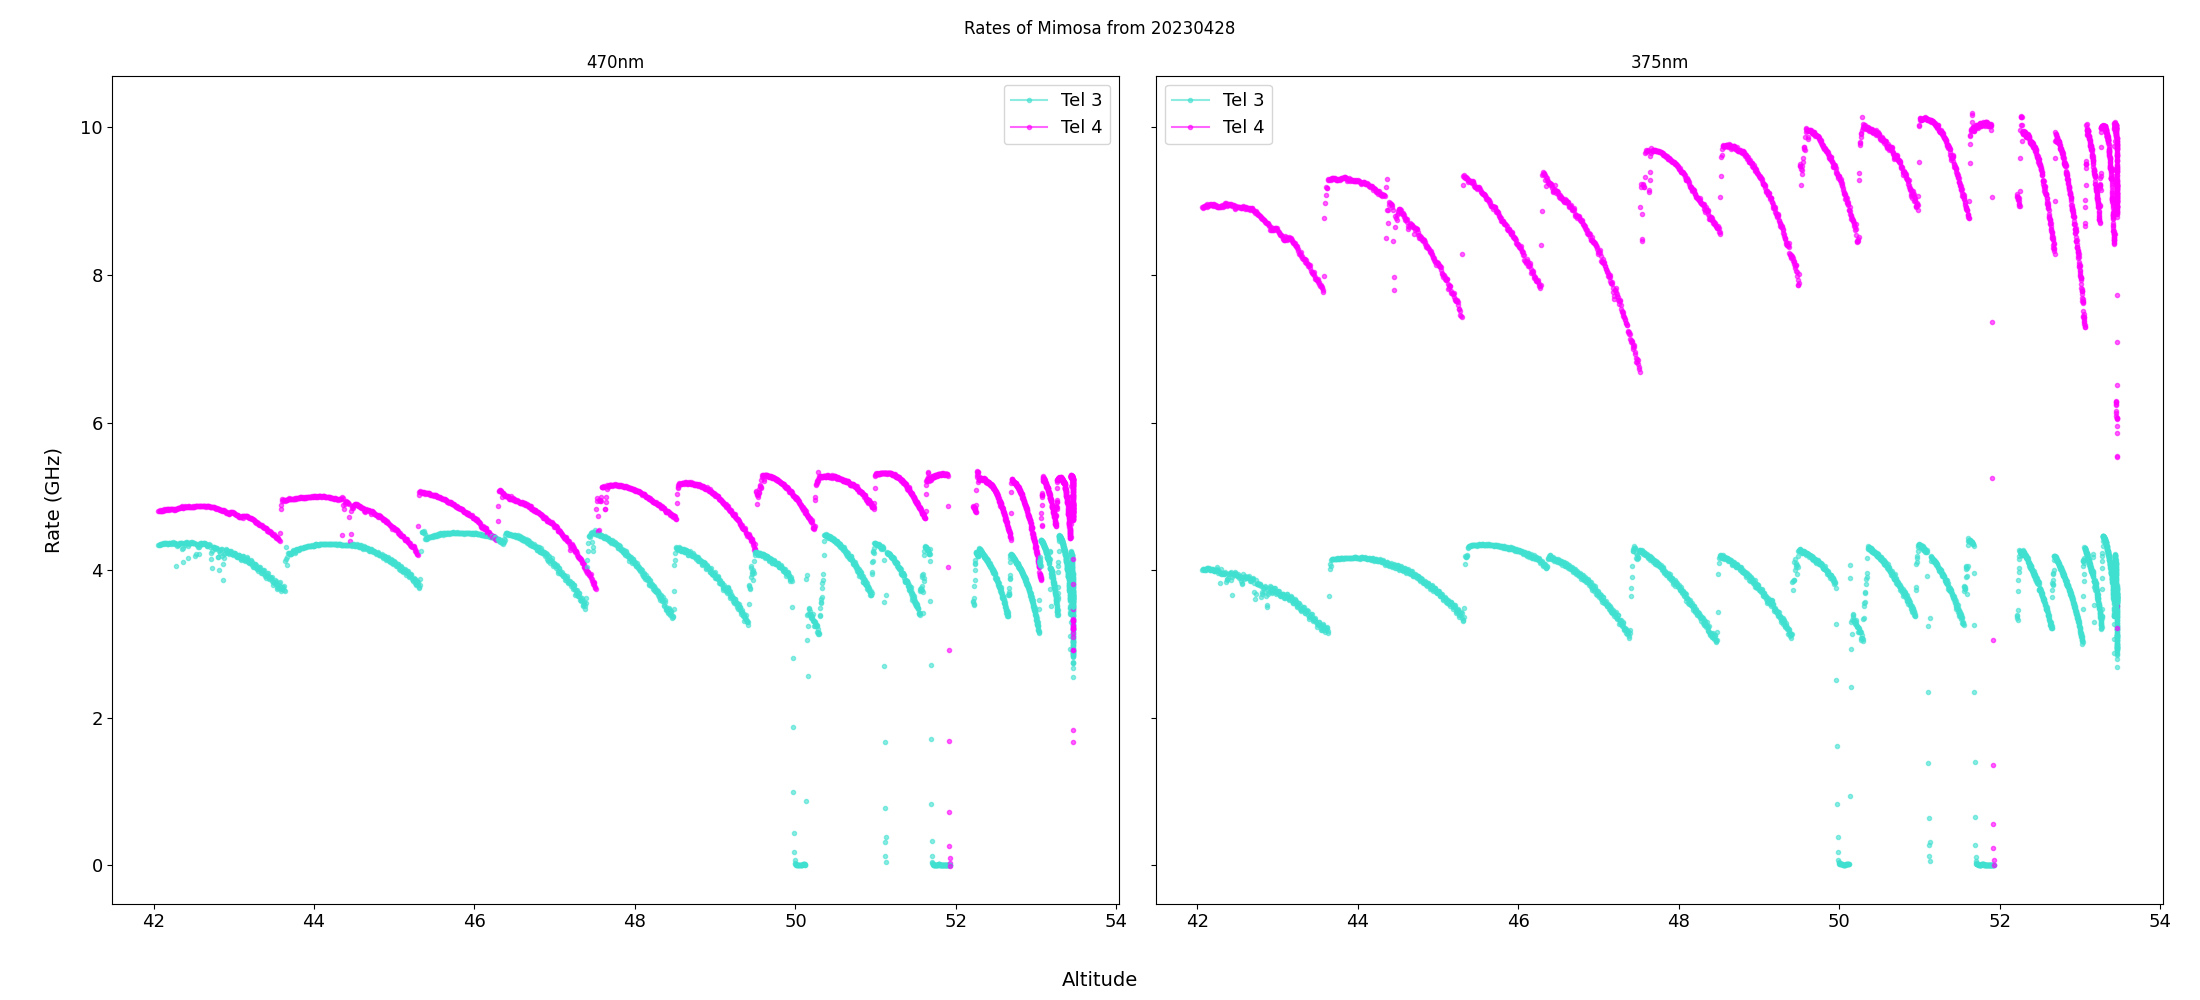 Rates of Mimosa from 20230428
470nm
375nm
Tel 3
Tel 4
Tel 3
Tel 4
Rate (GHz)
10
8
6
4
2
0
42 44 46 48 50 52 54
42 44 46 48 50 52 54
Altitude